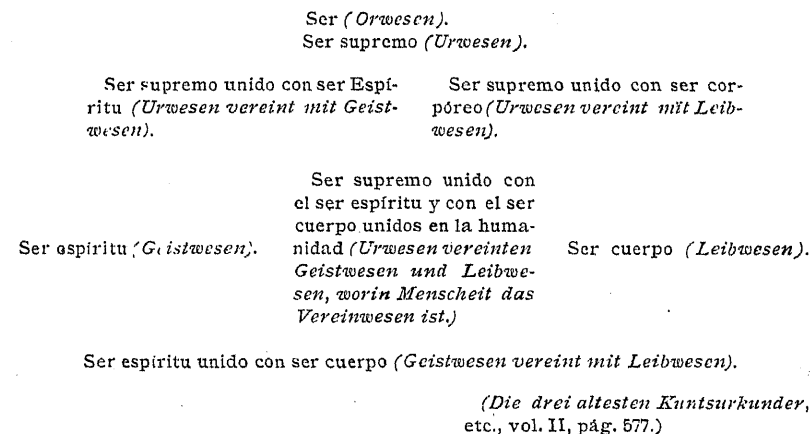 Ser (Orwesen).
Ser supremo (Urwesen).
Ser supremo unido con ser Espí-
ritu (Urwesen vereint mit Geist-
wesen).
Ser supremo unido con ser cor-
póreo (Urwesen vereint mit Leib-
wesen).
Ser supremo unido con
el ser espíritu y con el ser
cuerpo unidos en la huma-
nidad (Urwesen vereinten
Geistwesen und Leibwe-
sen, worin Menscheit das
Vereinwesen ist.)
Ser espíritu (Geistwesen).
Ser cuerpo (Leibwesen).
Ser espíritu unido con ser cuerpo (Geistwesen vereint mit Leibwesen).
(Die drei altesten Kuntsurkunder,
etc., vol. II, pág. 577.)